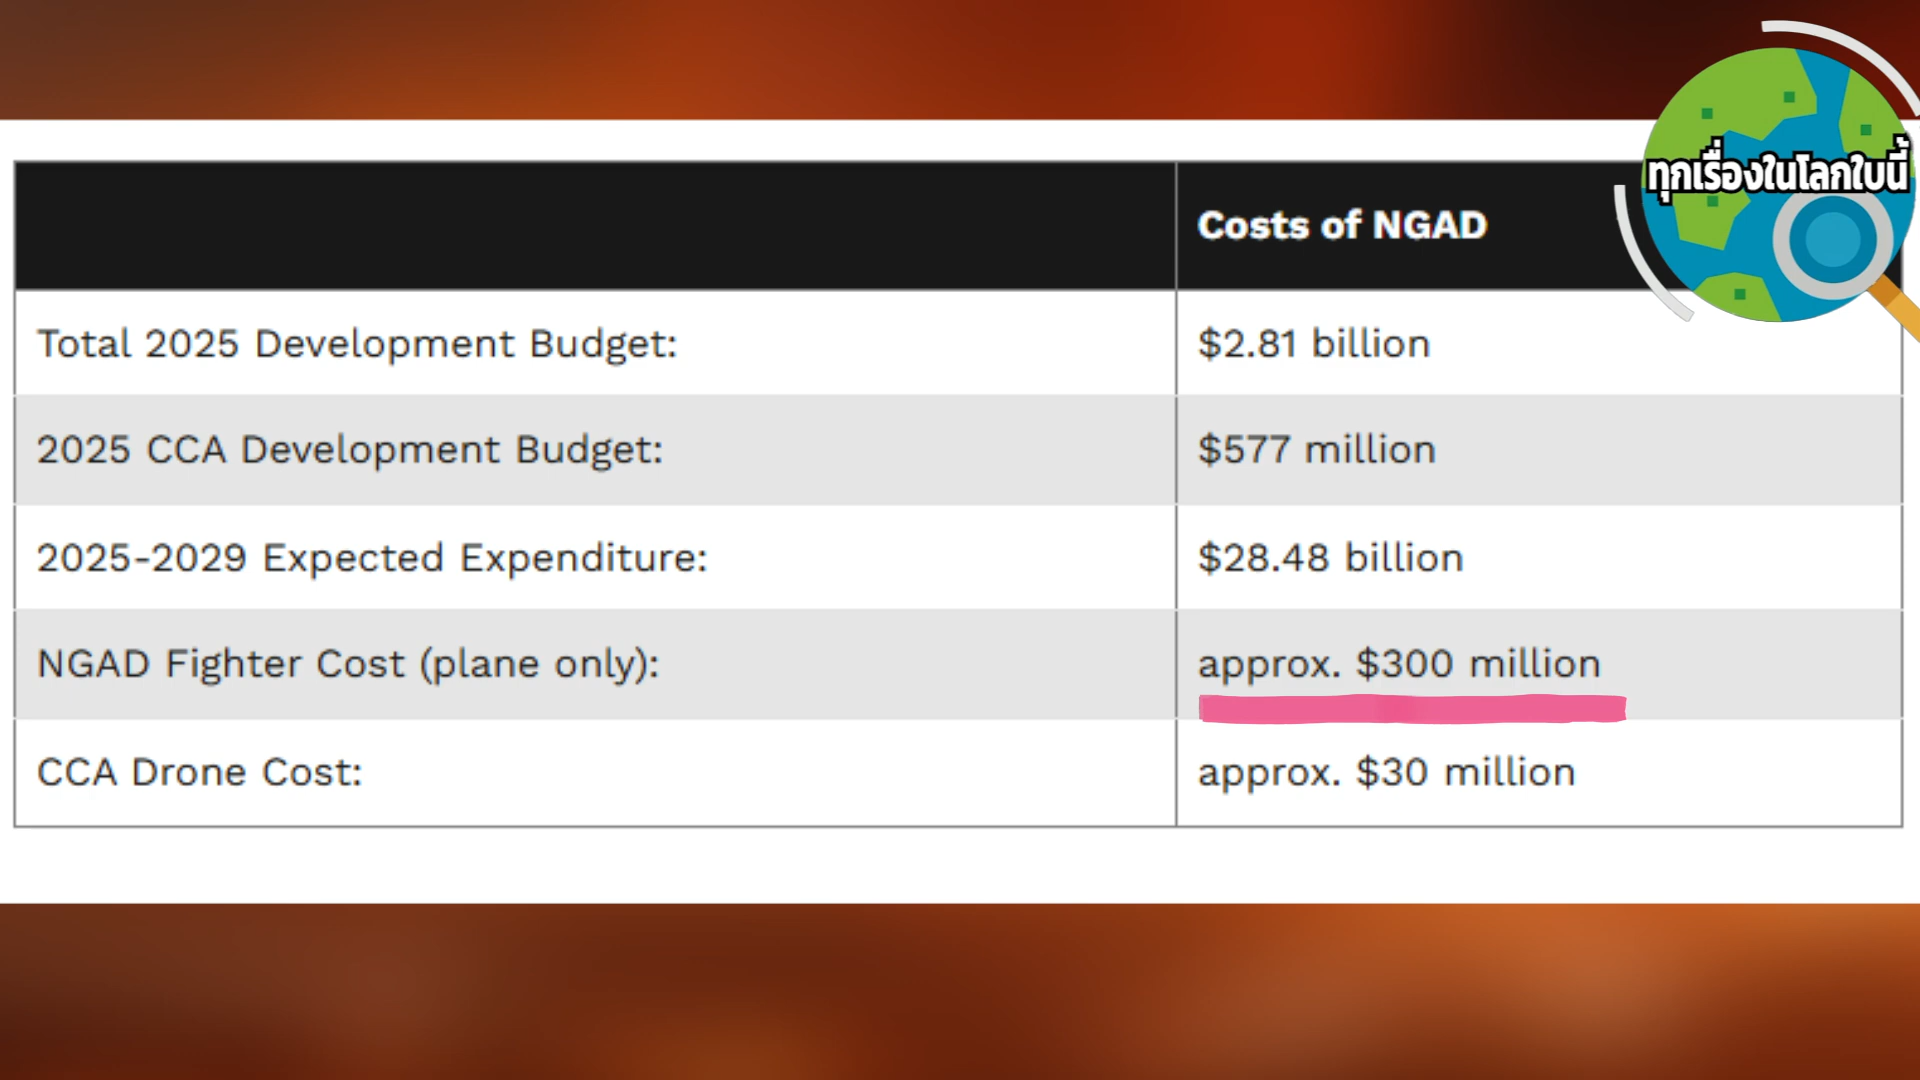 ทุกเรื่องในโลกใบนี้
Costs of NGAD
Total 2025 Development Budget: $2.81 billion
2025 CCA Development Budget: $577 million
2025-2029 Expected Expenditure: $28.48 billion
NGAD Fighter Cost (plane only): approx. $300 million
CCA Drone Cost: approx. $30 million